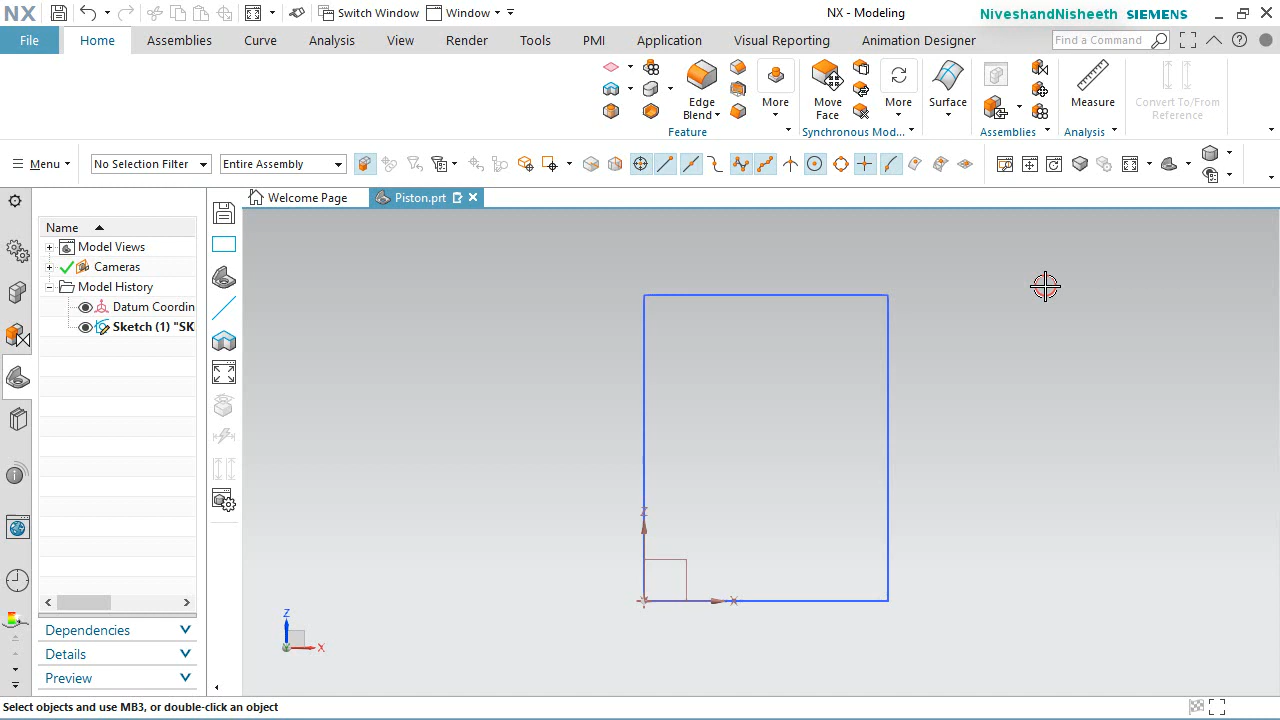 NX
Switch Window
Window
NX - Modeling
NiveshandNisheeth SIEMENS
File
Home
Assemblies
Curve
Analysis
View
Render
Tools
PMI
Application
Visual Reporting
Animation Designer
Find a Command
Edge
Blend
More
Move
Face
More
Surface
Measure
Convert To/From
Reference
Feature
Synchronous Mod...
Assemblies
Analysis
Menu
No Selection Filter
Entire Assembly
Welcome Page
Piston.prt
Name
Model Views
Cameras
Model History
Datum Coordin
Sketch (1) "SK
Dependencies
Details
Preview
Z
X
Z
X
Select objects and use MB3, or double-click an object